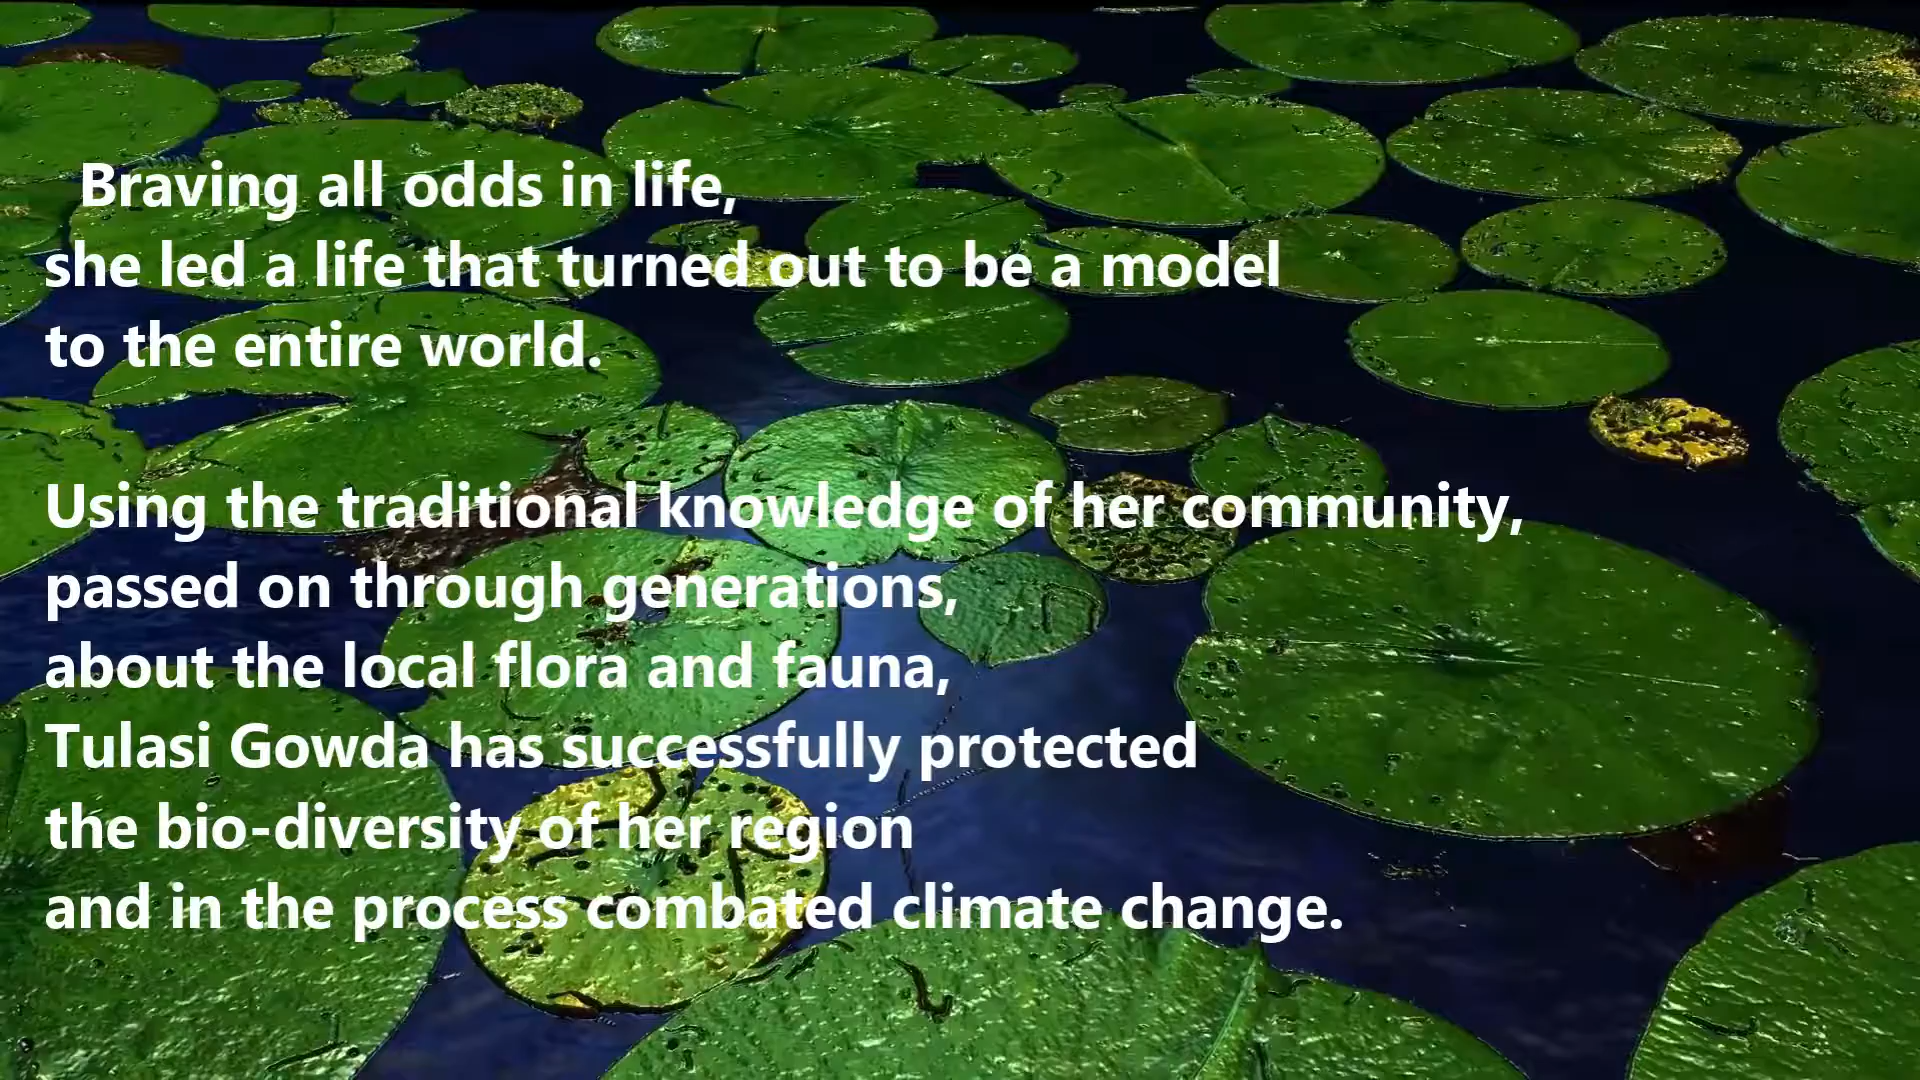 Braving all odds in life,
she led a life that turned out to be a model
to the entire world.
Using the traditional knowledge of her community,
passed on through generations,
about the local flora and fauna,
Tulasi Gowda has successfully protected
the bio-diversity of her region
and in the process combated climate change.